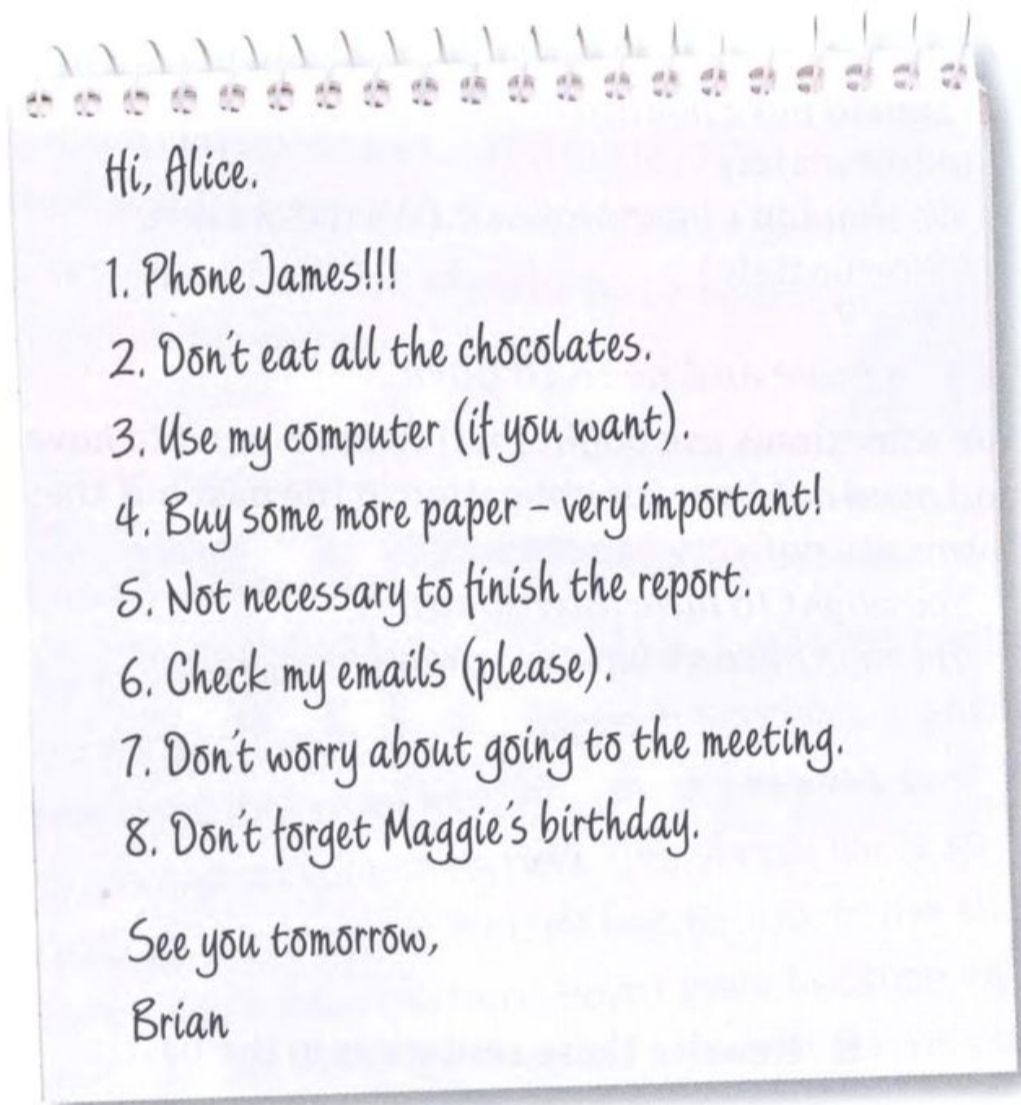 Hi, Alice.
1. Phone James!!!
2. Don't eat all the chocolates.
3. Use my computer (if you want).
4. Buy some more paper – very important!
5. Not necessary to finish the report.
6. Check my emails (please).
7. Don't worry about going to the meeting.
8. Don't forget Maggie's birthday.
See you tomorrow,
Brian